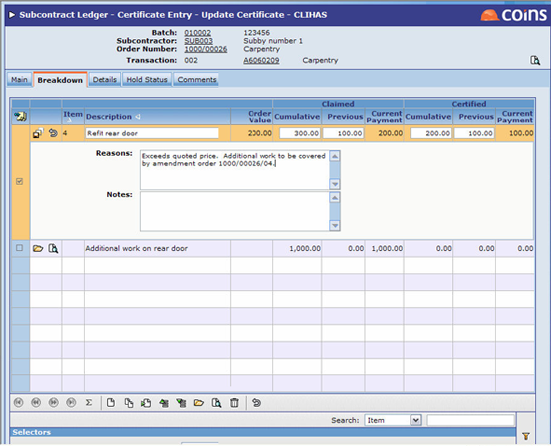 Subcontract Ledger - Certificate Entry - Update Certificate - CLIHAS
coins
Batch: 010002 123456
Subcontractor: SUB003 Subby number 1
Order Number: 1000/00026 Carpentry
Transaction: 002 A6060209 Carpentry
Main Breakdown Details Hold Status Comments
Claimed Certified
Item Description Order Value Cumulative Previous Current Payment Cumulative Previous Current Payment
4 Refit rear door 200.00 300.00 100.00 200.00 200.00 100.00 100.00
Reasons: Exceeds quoted price. Additional work to be covered
by amendment order 1000/00026/04.
Notes:
Additional work on rear door 1,000.00 0.00 1,000.00 0.00 0.00 0.00
Search: Item
Selectors